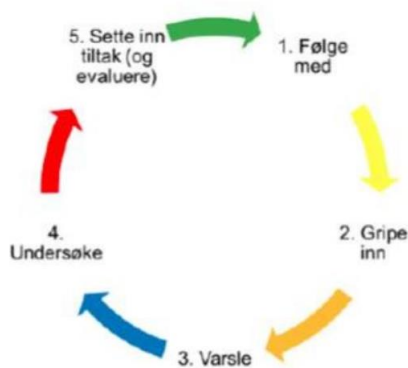 1. Følge
med
2. Gripe
inn
3. Varsle
4.
Undersøke
5. Sette inn
tiltak (og
evaluere)